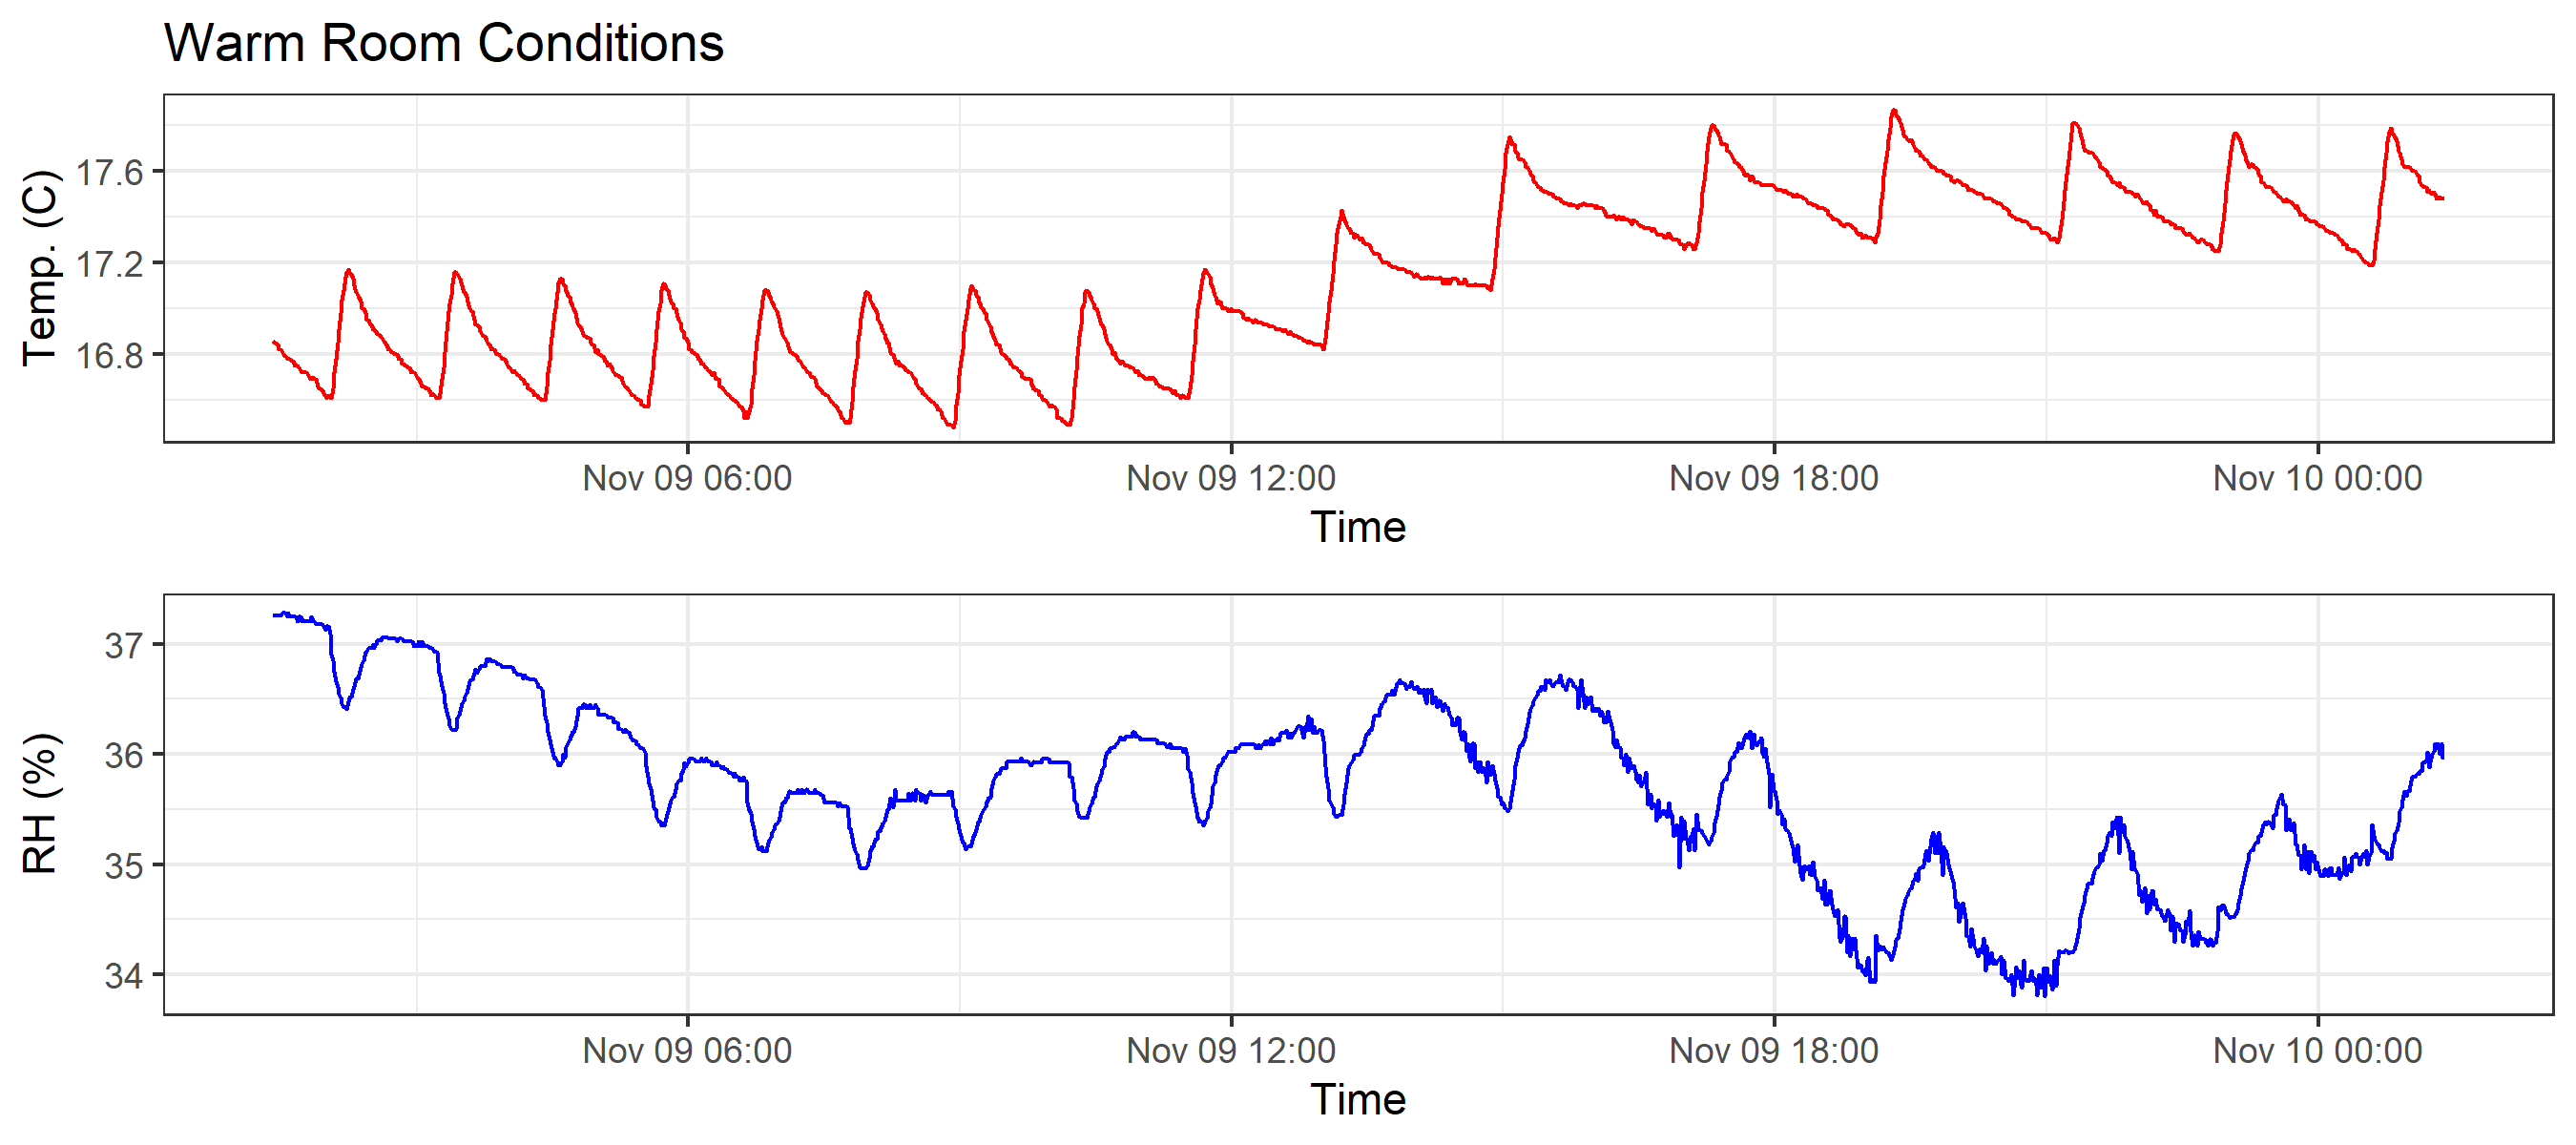 Warm Room Conditions
Temp. (C)
17.6
17.2
16.8
Nov 09 06:00 Nov 09 12:00 Nov 09 18:00 Nov 10 00:00
Time
RH (%)
37
36
35
34
Nov 09 06:00 Nov 09 12:00 Nov 09 18:00 Nov 10 00:00
Time